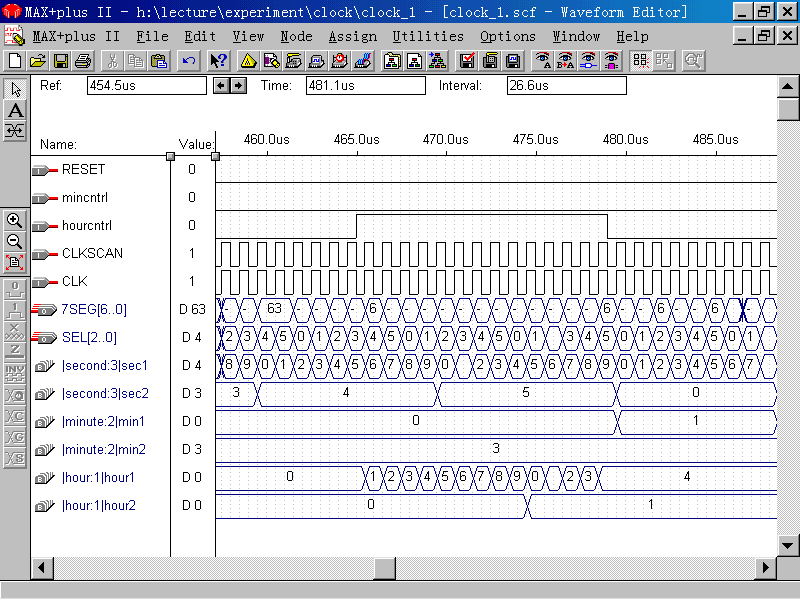 MAX+plus II - h:\lecture\experiment\clock\clock_1 - [clock_1.scf - Waveform Editor]
MAX+plus II File Edit View Node Assign Utilities Options Window Help
Ref: 454.5us Time: 481.1us Interval: 26.6us
Name: Value: 460.0us 465.0us 470.0us 475.0us 480.0us 485.0us
RESET 0
mincntrl 0
hourcntrl 0
CLKSCAN 1
CLK 1
7SEG[6..0] D 63 - - 63 - - - - 6 - - - - - - - - - - - - 6 - - 6 - - 6 -
SEL[2..0] D 4 2 3 4 5 0 1 2 3 4 5 0 1 2 3 4 5 0 1 3 4 5 0 1 2 3 4 5 0 1
|second:3|sec1 D 4 8 9 0 1 2 3 4 5 6 7 8 9 0 2 3 4 5 6 7 8 9 0 1 2 3 4 5 6 7
|second:3|sec2 D 3 3 4 5 0
|minute:2|min1 D 0 0 1
|minute:2|min2 D 3 3
|hour:1|hour1 D 0 0 1 2 3 4 5 6 7 8 9 0 2 3 4
|hour:1|hour2 D 0 0 1